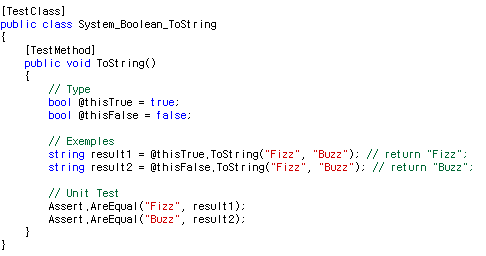 [TestClass]
public class System_Boolean_ToString
{
    [TestMethod]
    public void ToString()
    {
        // Type
        bool @thisTrue = true;
        bool @thisFalse = false;

        // Exemples
        string result1 = @thisTrue.ToString("Fizz", "Buzz"); // return "Fizz";
        string result2 = @thisFalse.ToString("Fizz", "Buzz"); // return "Buzz";

        // Unit Test
        Assert.AreEqual("Fizz", result1);
        Assert.AreEqual("Buzz", result2);
    }
}